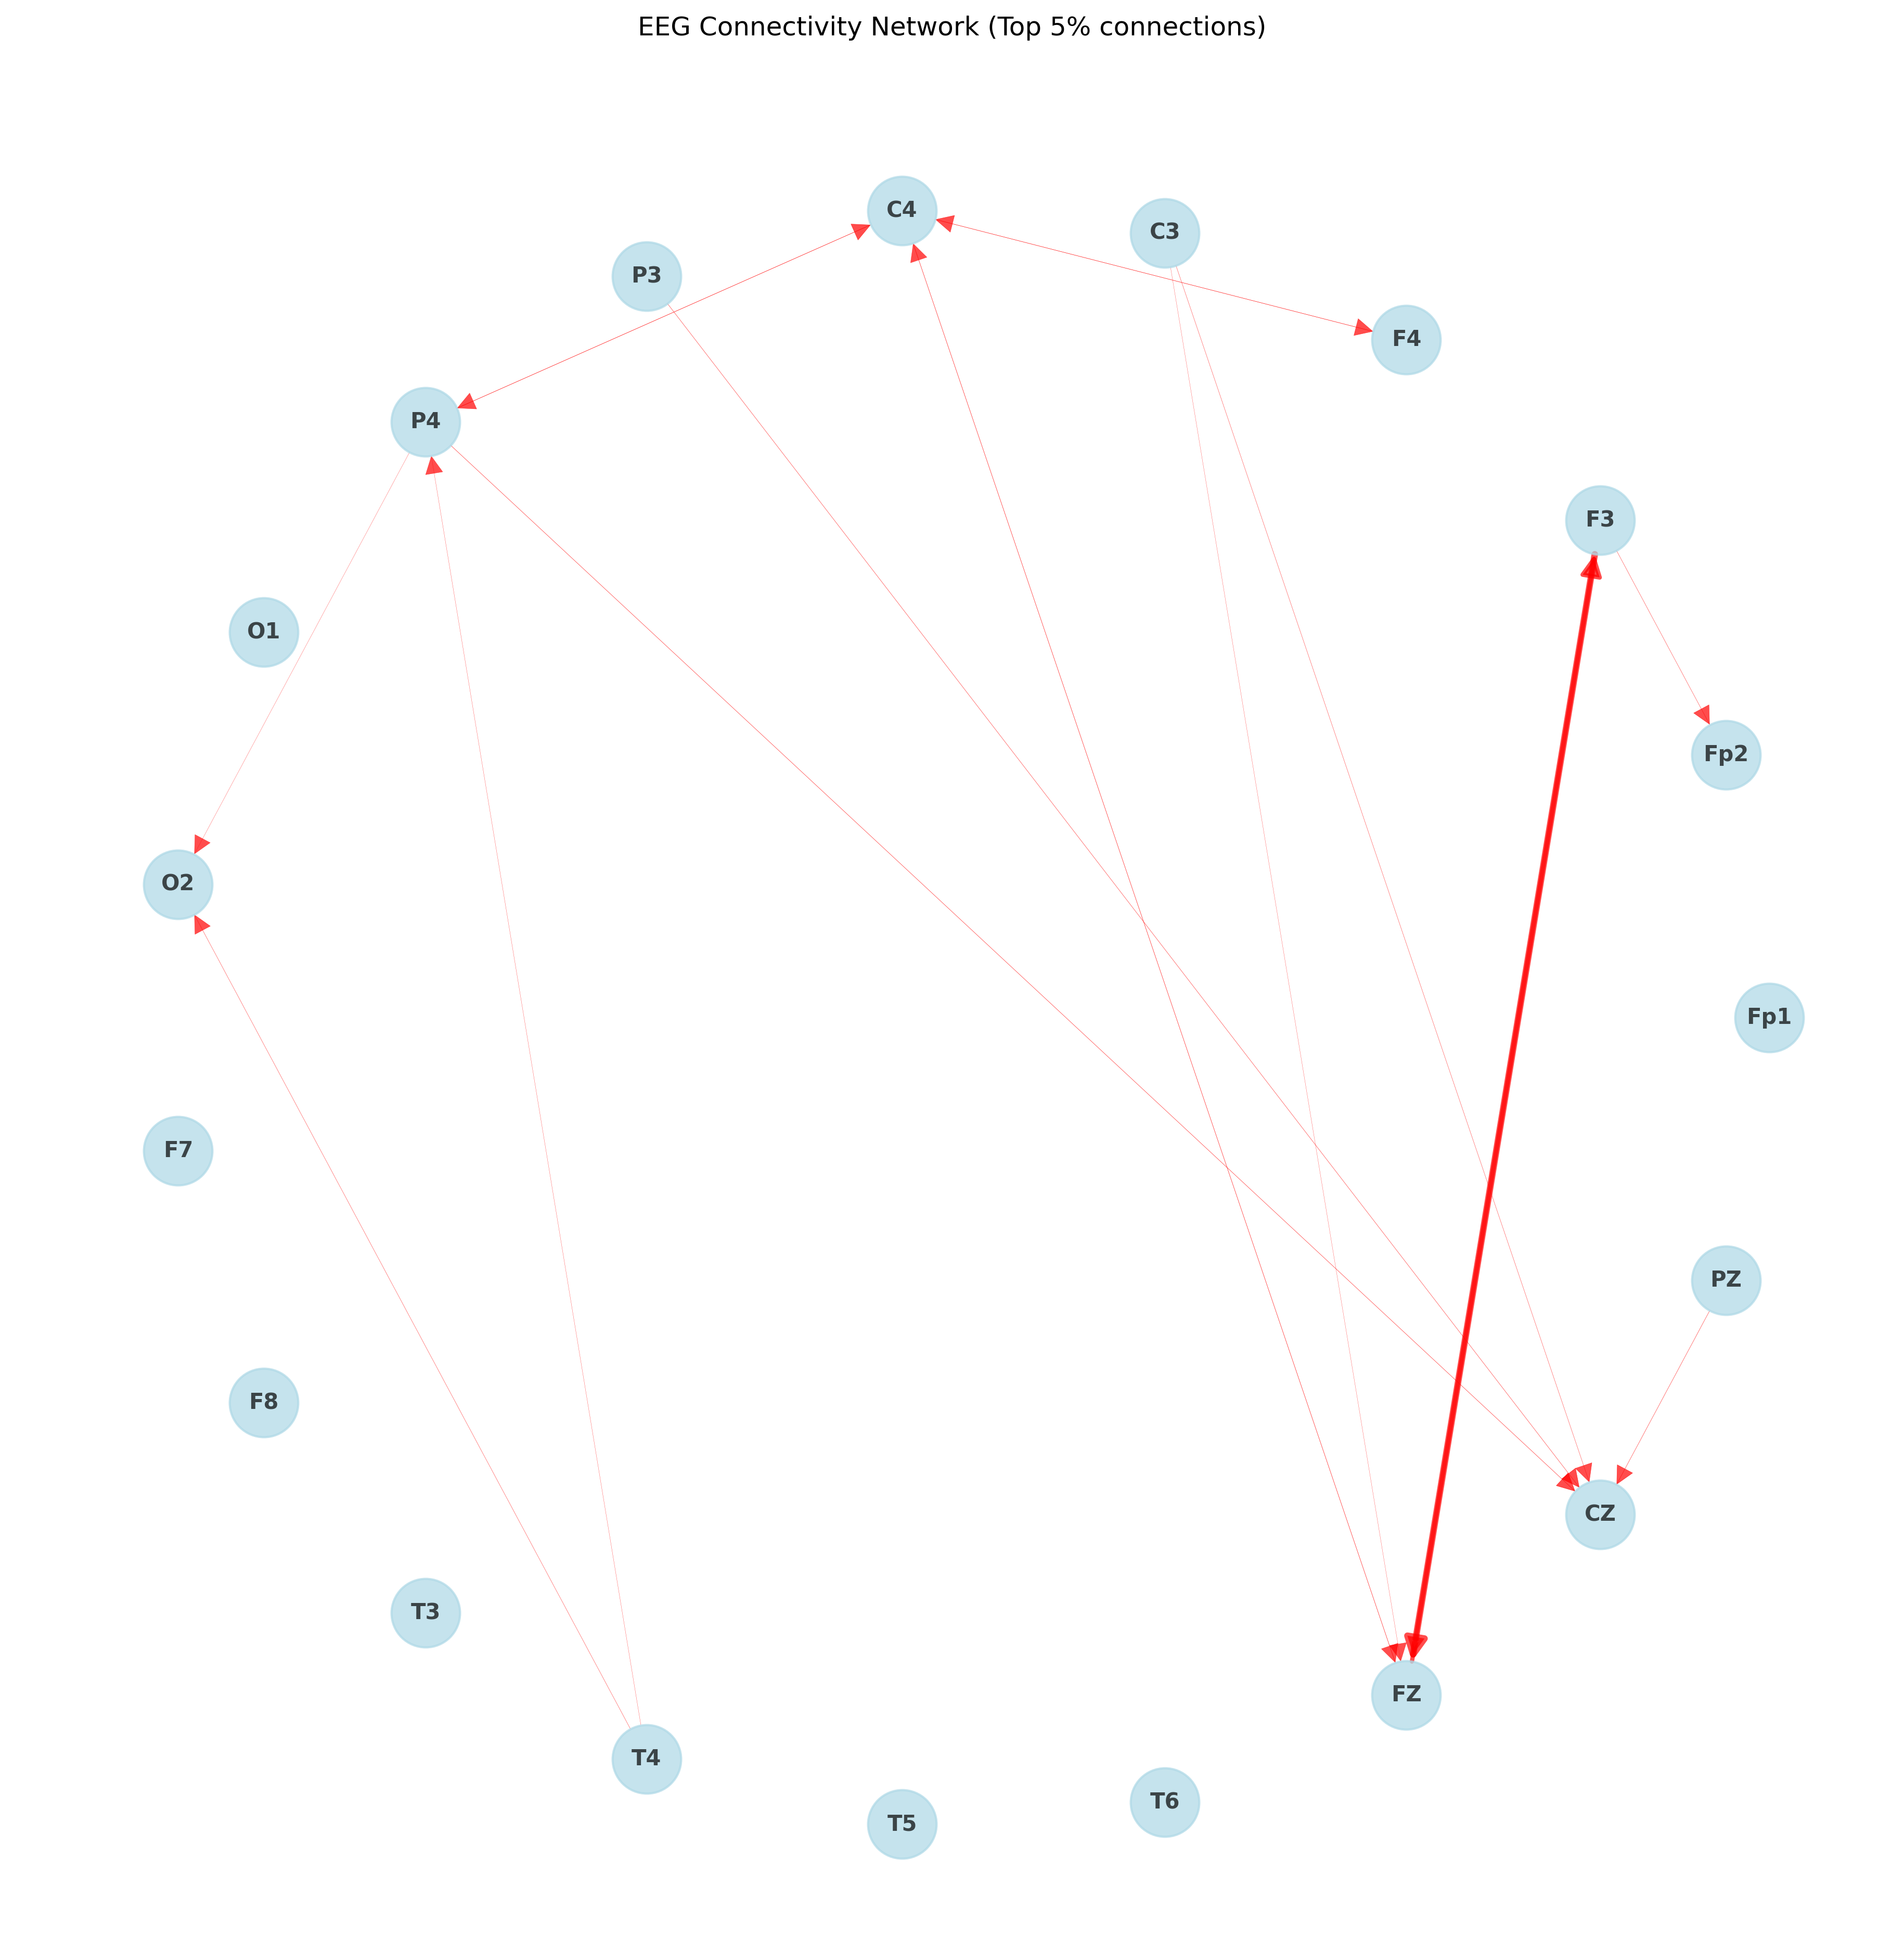 EEG Connectivity Network (Top 5% connections)
C4
C3
P3
F4
P4
F3
O1
Fp2
O2
Fp1
F7
PZ
F8
CZ
T3
FZ
T4
T6
T5